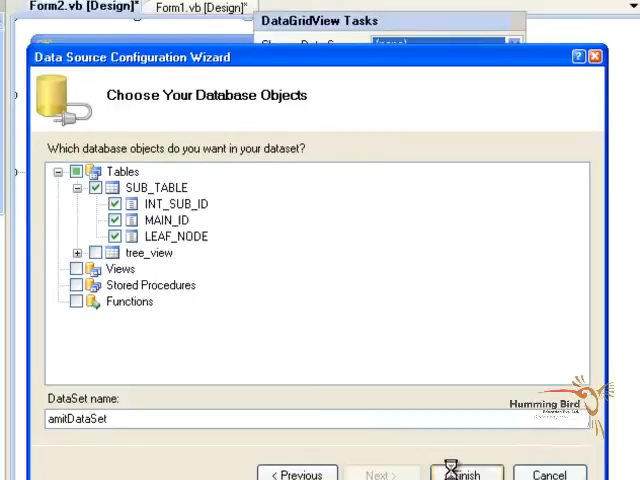 Form2.vb [Design]* Form1.vb [Design]*
DataGridView Tasks
(none)
Data Source Configuration Wizard
Choose Your Database Objects
Which database objects do you want in your dataset?
Tables
SUB_TABLE
INT_SUB_ID
MAIN_ID
LEAF_NODE
tree_view
Views
Stored Procedures
Functions
DataSet name:
amitDataSet
Humming Bird
< Previous Next > Finish Cancel